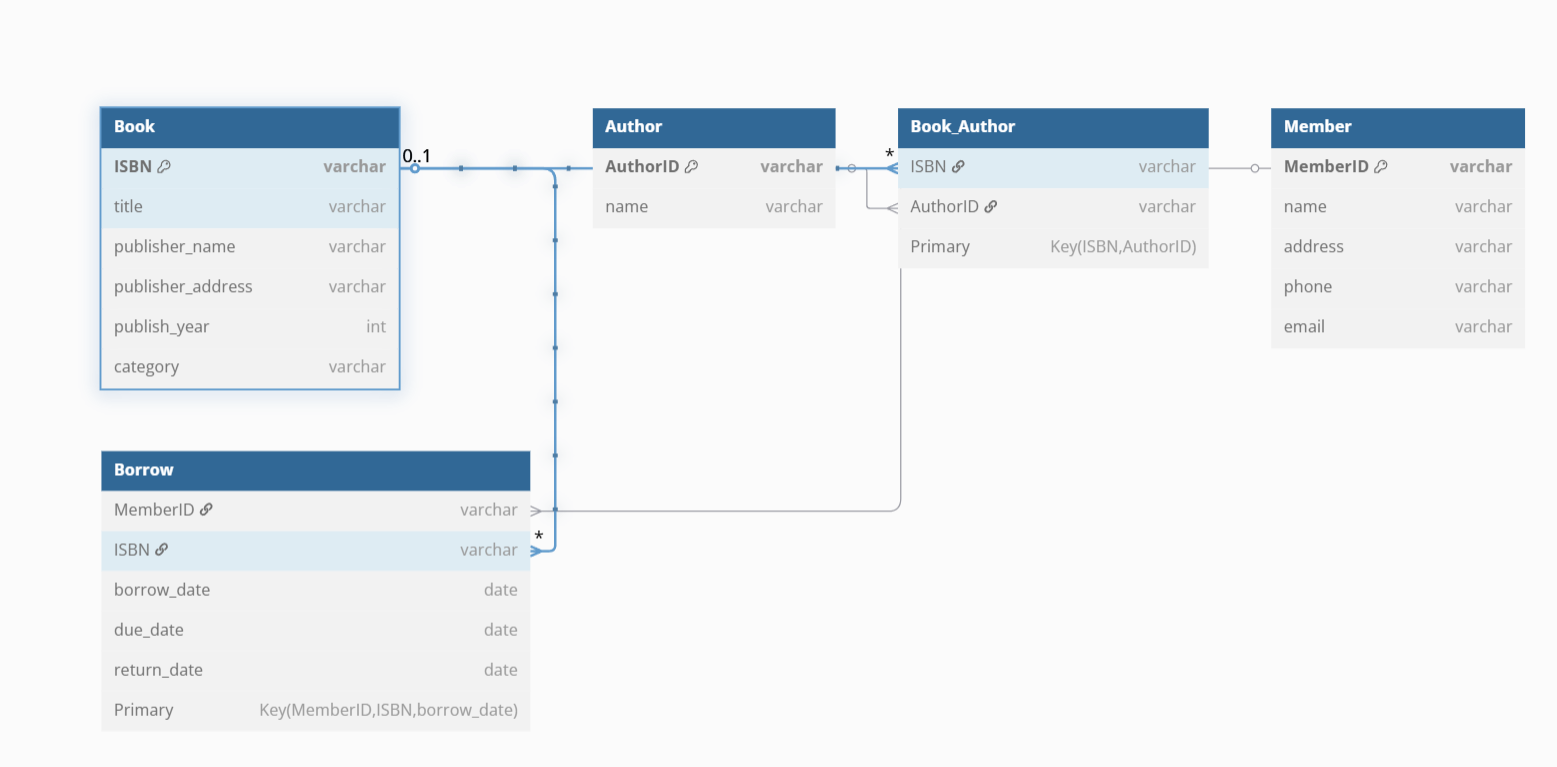 Book
ISBN varchar
title varchar
publisher_name varchar
publisher_address varchar
publish_year int
category varchar
0..1
Author
AuthorID varchar
name varchar
*
Book_Author
ISBN varchar
AuthorID varchar
Primary Key(ISBN,AuthorID)
Member
MemberID varchar
name varchar
address varchar
phone varchar
email varchar
Borrow
MemberID varchar
ISBN varchar
*
borrow_date date
due_date date
return_date date
Primary Key(MemberID,ISBN,borrow_date)